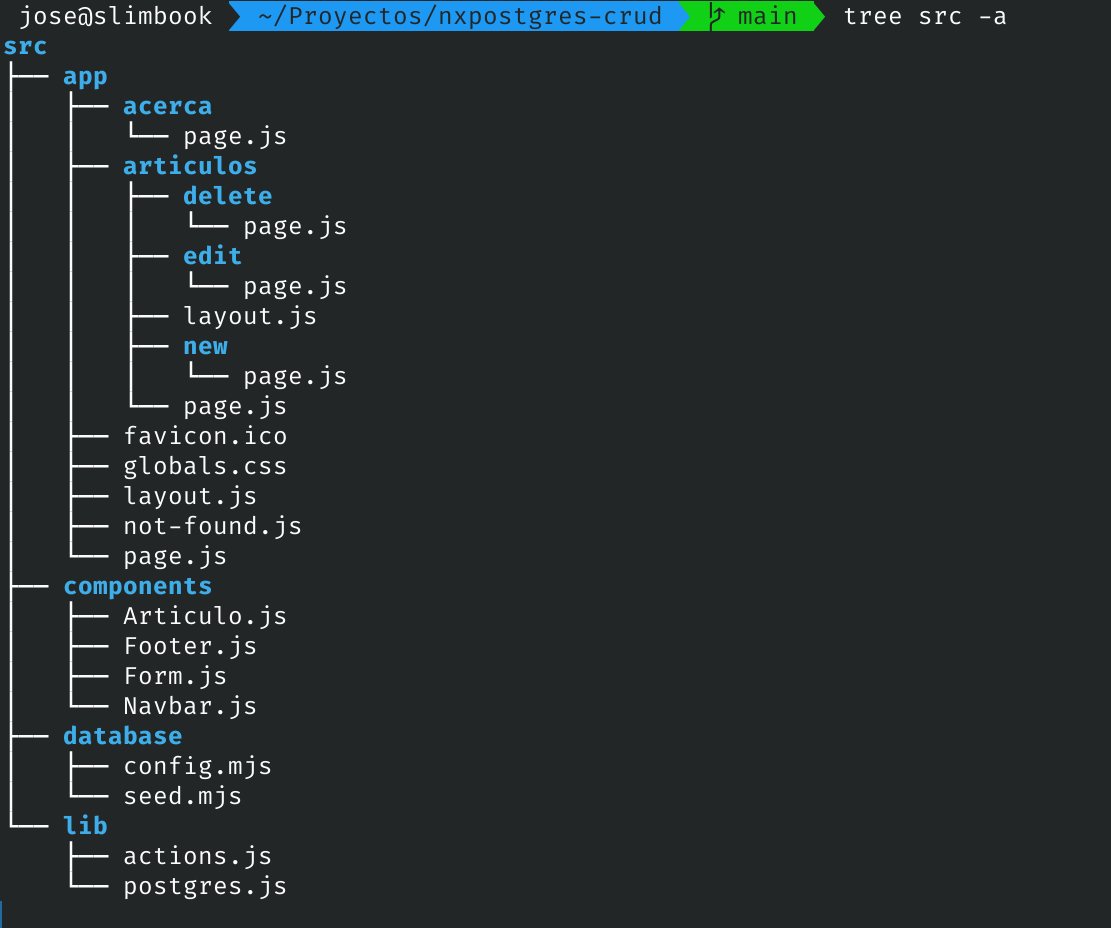 jose@slimbook ~/Proyectos/nxpostgres-crud main tree src -a
src
├── app
│   ├── acerca
│   │   └── page.js
│   ├── articulos
│   │   ├── delete
│   │   │   └── page.js
│   │   ├── edit
│   │   │   └── page.js
│   │   ├── layout.js
│   │   ├── new
│   │   │   └── page.js
│   │   └── page.js
│   ├── favicon.ico
│   ├── globals.css
│   ├── layout.js
│   ├── not-found.js
│   └── page.js
├── components
│   ├── Articulo.js
│   ├── Footer.js
│   ├── Form.js
│   └── Navbar.js
├── database
│   ├── config.mjs
│   └── seed.mjs
└── lib
    ├── actions.js
    └── postgres.js